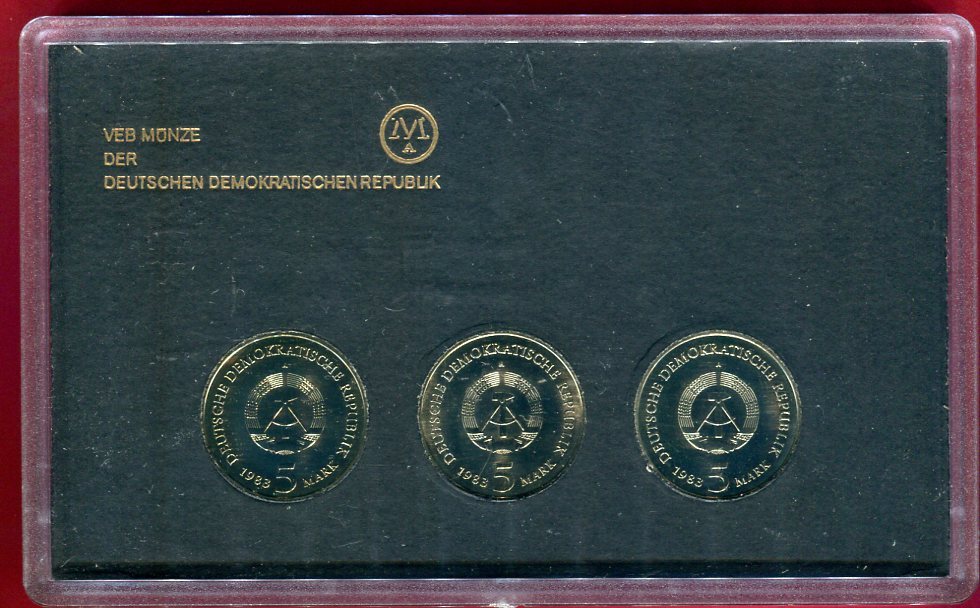 VEB MÜNZE
DER
DEUTSCHEN DEMOKRATISCHEN REPUBLIK
M
A
DEUTSCHE DEMOKRATISCHE REPUBLIK
A
1983 5 MARK
DEUTSCHE DEMOKRATISCHE REPUBLIK
A
1983 5 MARK
DEUTSCHE DEMOKRATISCHE REPUBLIK
A
1983 5 MARK